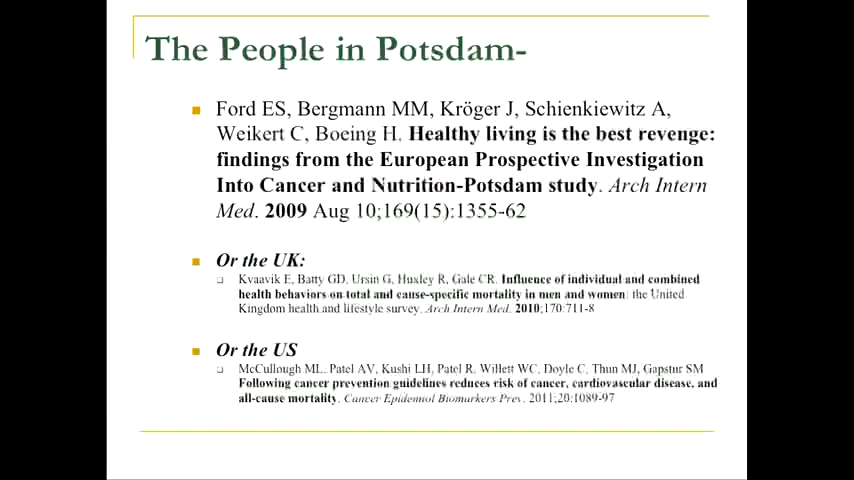 The People in Potsdam-
Ford ES, Bergmann MM, Kröger J, Schienkiewitz A,
Weikert C, Boeing H. Healthy living is the best revenge:
findings from the European Prospective Investigation
Into Cancer and Nutrition-Potsdam study. Arch Intern
Med. 2009 Aug 10;169(15):1355-62
Or the UK:
Kvaavik E, Batty GD, Ursin G, Huxley R, Gale CR. Influence of individual and combined
health behaviors on total and cause-specific mortality in men and women: the United
Kingdom health and lifestyle survey. Arch Intern Med. 2010;170:711-8
Or the US
McCullough ML, Patel AV, Kushi LH, Patel R, Willett WC, Doyle C, Thun MJ, Gapstur SM
Following cancer prevention guidelines reduces risk of cancer, cardiovascular disease, and
all-cause mortality. Cancer Epidemiol Biomarkers Prev. 2011;20:1089-97